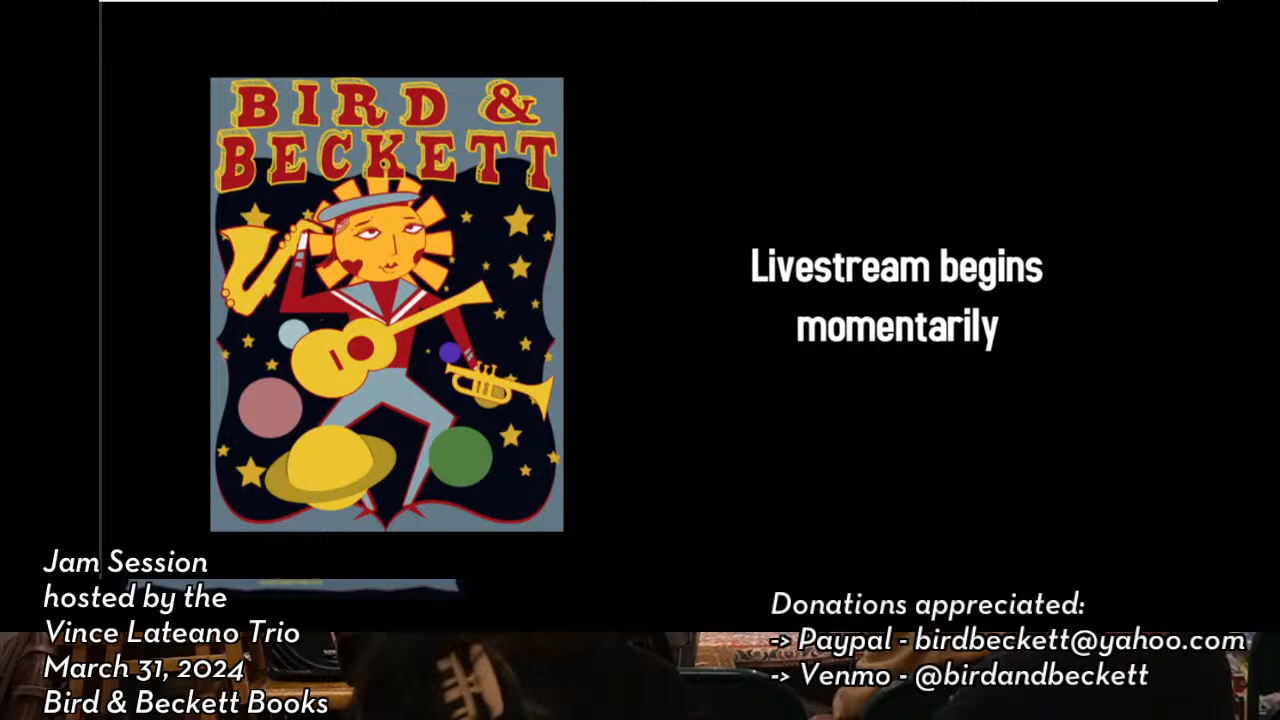 BIRD &
BECKETT
Livestream begins
momentarily
Jam Session
hosted by the
Vince Lateano Trio
March 31, 2024
Bird & Beckett Books
Donations appreciated:
-> Paypal - birdbeckett@yahoo.com
-> Venmo - @birdandbeckett